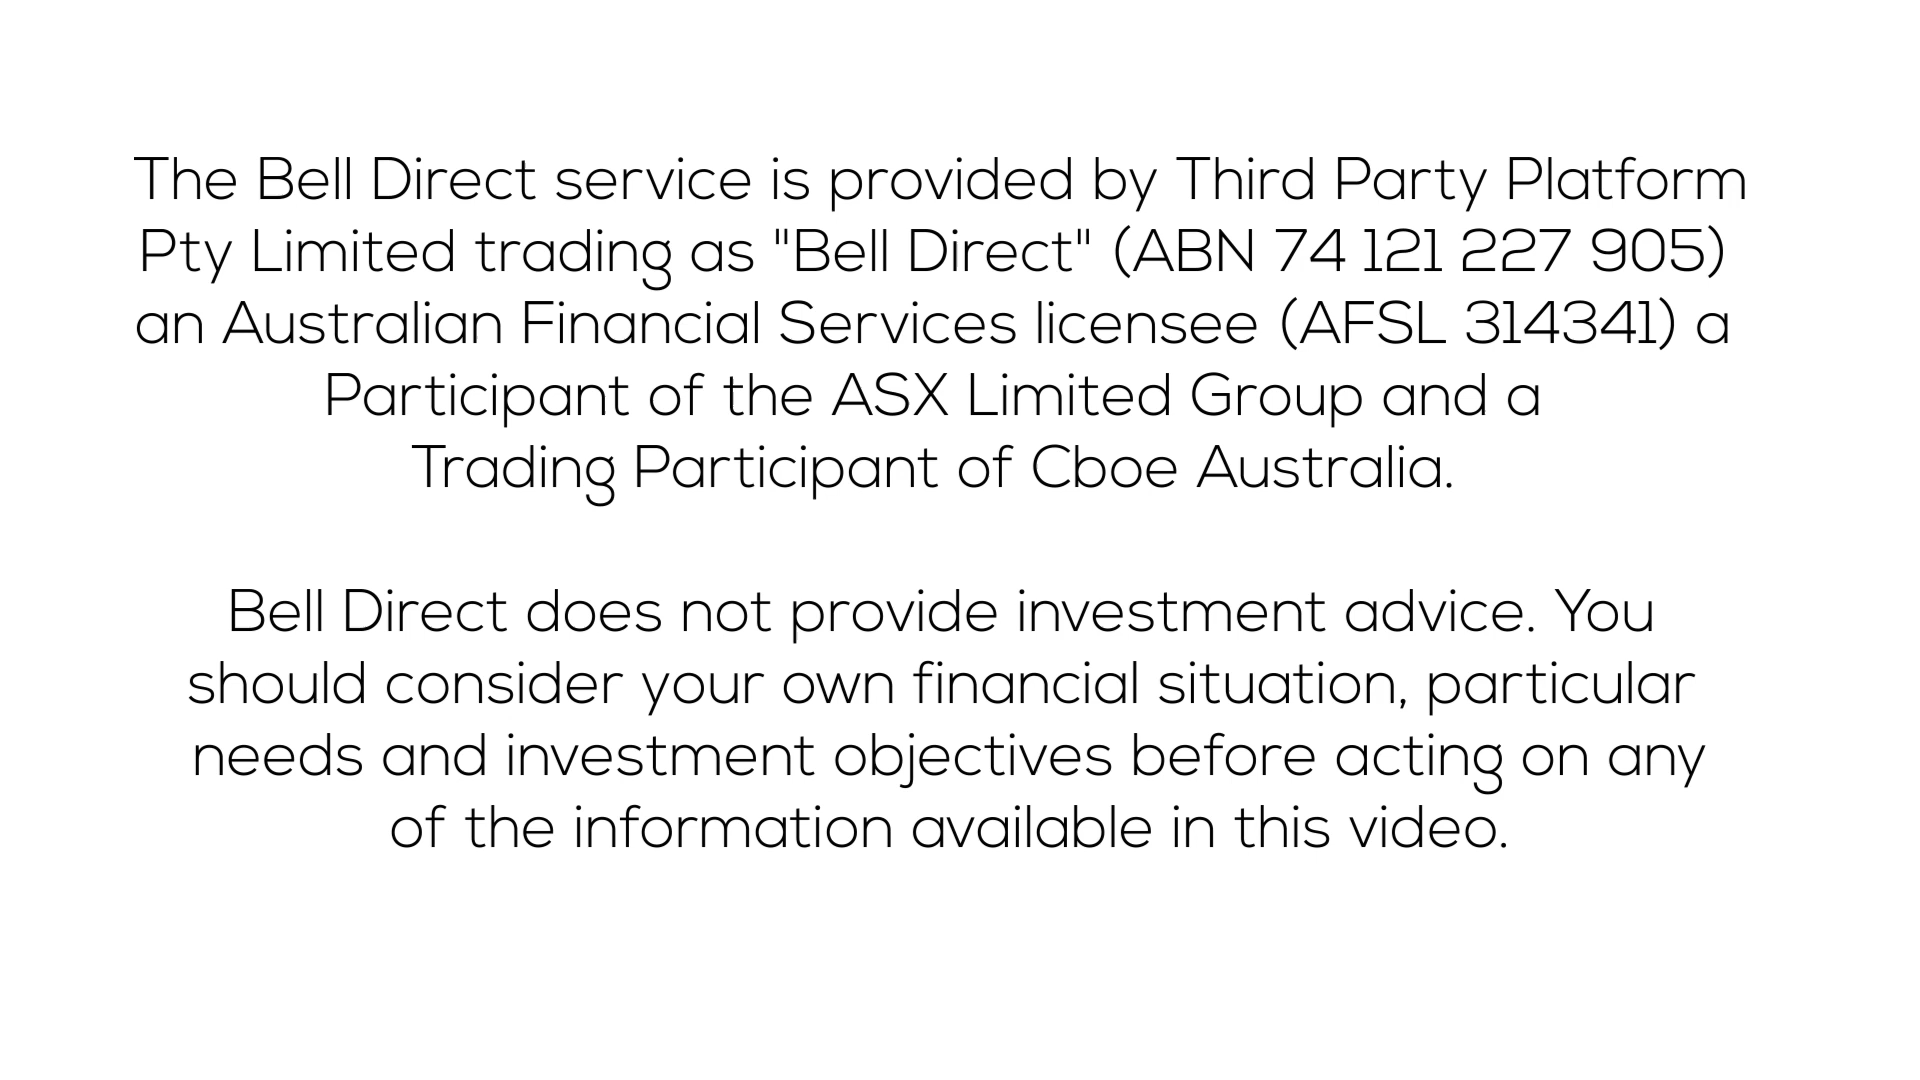 The Bell Direct service is provided by Third Party Platform
Pty Limited trading as "Bell Direct" (ABN 74 121 227 905)
an Australian Financial Services licensee (AFSL 314341) a
Participant of the ASX Limited Group and a
Trading Participant of Cboe Australia.
Bell Direct does not provide investment advice. You
should consider your own financial situation, particular
needs and investment objectives before acting on any
of the information available in this video.